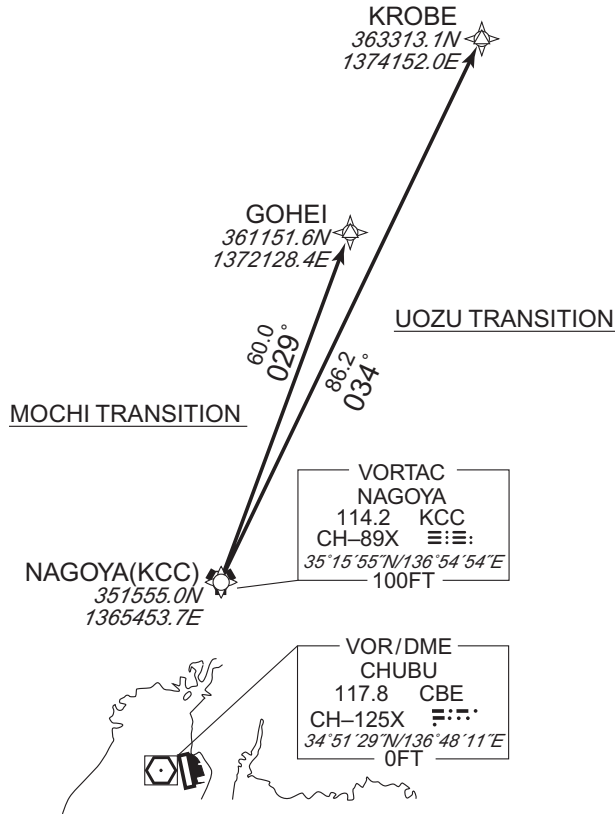 KROBE
363313.1N
1374152.0E
GOHEI
361151.6N
1372128.4E
UOZU TRANSITION
60.0
029°
86.2
034°
MOCHI TRANSITION
VORTAC
NAGOYA
114.2 KCC
CH–89X
35°15´55˝N/136°54´54˝E
100FT
NAGOYA(KCC)
351555.0N
1365453.7E
VOR/DME
CHUBU
117.8 CBE
CH–125X
34°51´29˝N/136°48´11˝E
0FT